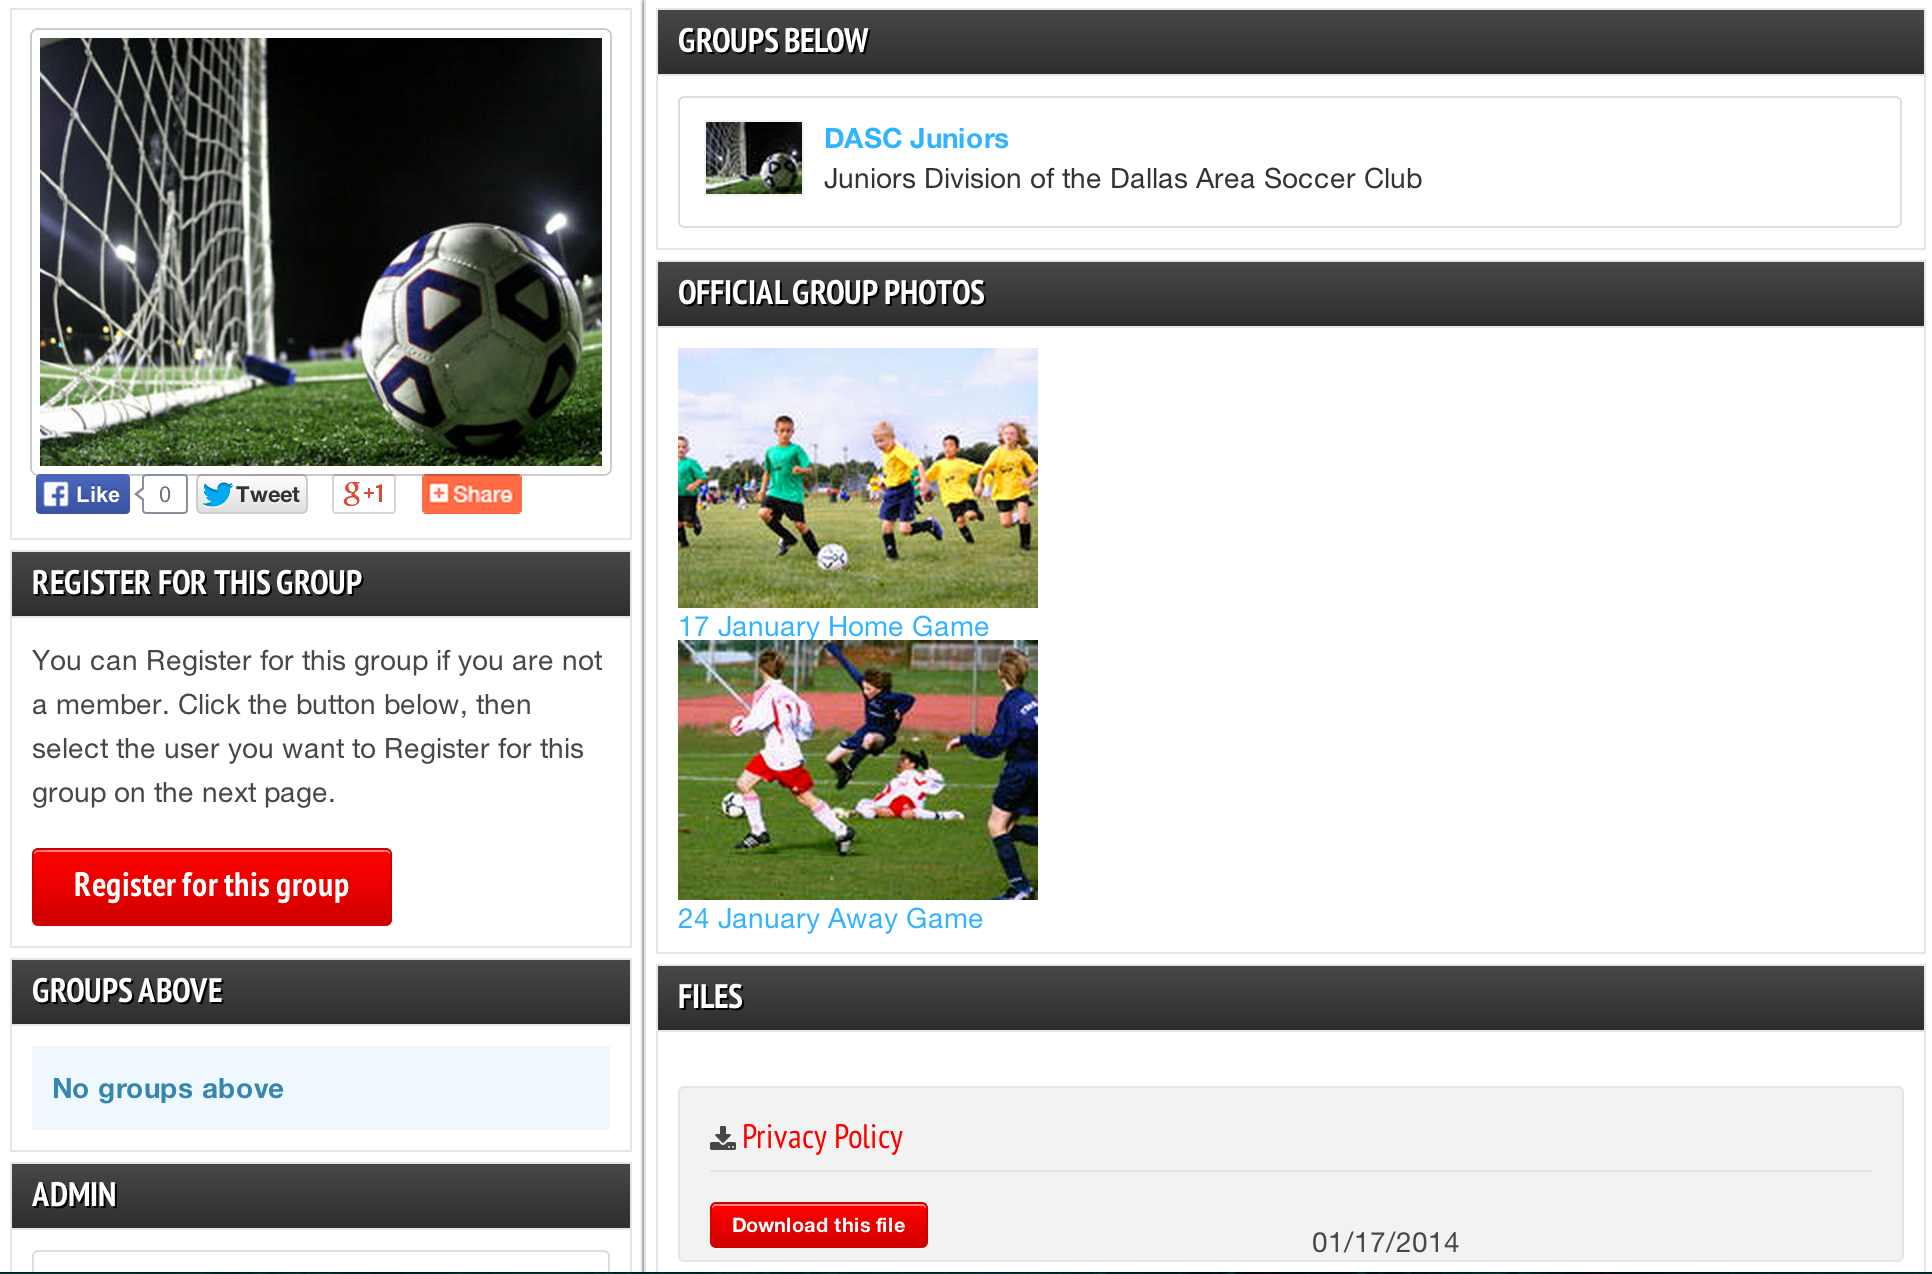 Like
0
Tweet
g+1
Share
REGISTER FOR THIS GROUP
You can Register for this group if you are not
a member. Click the button below, then
select the user you want to Register for this
group on the next page.
Register for this group
GROUPS ABOVE
No groups above
ADMIN
GROUPS BELOW
DASC Juniors
Juniors Division of the Dallas Area Soccer Club
OFFICIAL GROUP PHOTOS
17 January Home Game
24 January Away Game
FILES
Privacy Policy
Download this file
01/17/2014